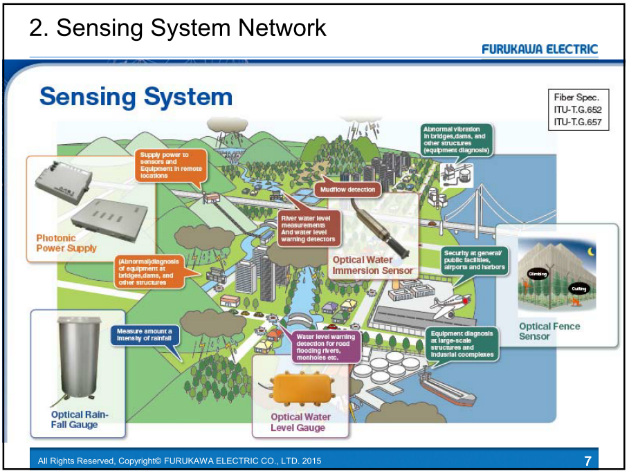 2. Sensing System Network
FURUKAWA ELECTRIC
Sensing System
Fiber Spec.
ITU-T.G.652
ITU-T.G.657
Abnormal vibration
in bridges,dams, and
other structures
(equipment diagnosis)
Supply power to
sensors and
Equipment in remote
locations
Mudflow detection
Photonic
Power Supply
River water level
measurements
And water level
warning detectors
Optical Water
Immersion Sensor
Security at general/
public facilities,
airports and harbors
Climbing
Cutting
(Abnormal)diagnosis
of equipment at
bridges,dams, and
other structures
Optical Fence
Sensor
Measure amount a
intensity of rainfall
Water level warning
detection for road
flooding rivers,
monholes etc.
Equipment diagnosis
at large-scale
structures and
Industrial coomplexes
Optical Rain-
Fall Gauge
Optical Water
Level Gauge
All Rights Reserved, Copyright© FURUKAWA ELECTRIC CO., LTD. 2015
7